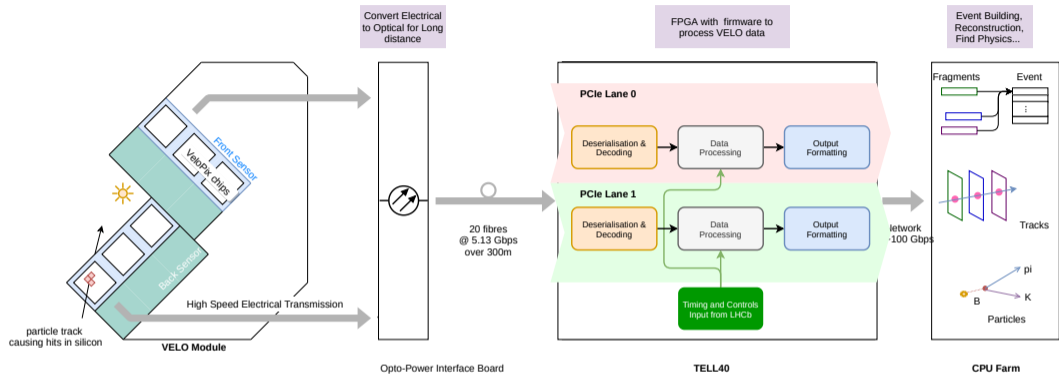 Convert Electrical
to Optical for Long
distance
FPGA with firmware to
process VELO data
Event Building,
Reconstruction,
Find Physics...
Front Sensor
VeloPix chips
Back Sensor
particle track
causing hits in silicon
VELO Module
High Speed Electrical Transmission
Opto-Power Interface Board
20 fibres
@ 5.13 Gbps
over 300m
PCIe Lane 0
Deserialisation &
Decoding
Data
Processing
Output
Formatting
PCIe Lane 1
Deserialisation &
Decoding
Data
Processing
Output
Formatting
Timing and Controls
Input from LHCb
TELL40
100 Gbps
Fragments
Event
Tracks
pi
B
K
Particles
CPU Farm